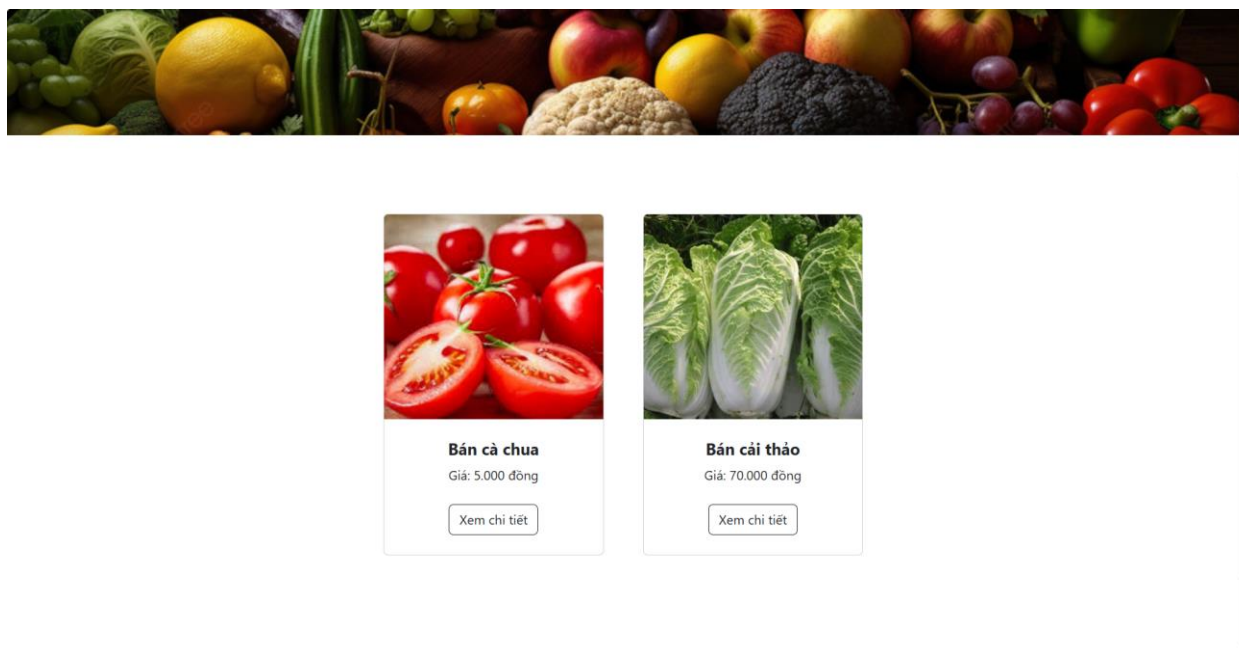 Bán cà chua
Giá: 5.000 đồng
Xem chi tiết
Bán cải thảo
Giá: 70.000 đồng
Xem chi tiết